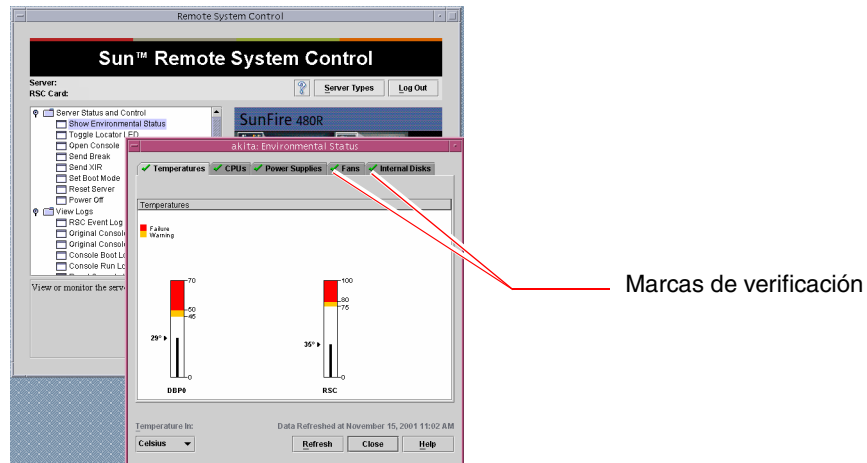 Remote System Control
Sun™ Remote System Control
Server:
RSC Card:
Server Types
Log Out
Server Status and Control
Show Environmental Status
Toggle Locator LED
Open Console
Send Break
Send XIR
Set Boot Mode
Reset Server
Power Off
View Logs
RSC Event Log
Original Consol
Original Consol
Console Boot Lo
Console Run Lo
View or monitor the serv
SunFire 480R
akita: Environmental Status
Temperatures
CPUs
Power Supplies
Fans
Internal Disks
Temperatures
Failure
Warning
70
50
45
29°
0
DBP0
100
80
75
35°
0
RSC
Temperature In:
Data Refreshed at November 15, 2001 11:02 AM
Celsius
Refresh
Close
Help
Marcas de verificación